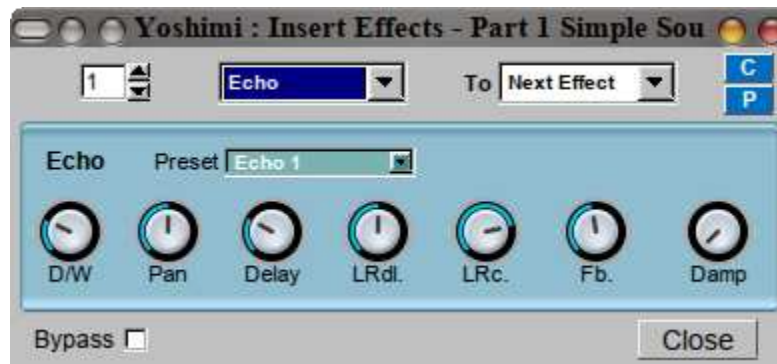 Yoshimi : Insert Effects - Part 1 Simple Sou
1 Echo To Next Effect C
P
Echo Preset Echo 1
D/W Pan Delay LRdl. LRc. Fb. Damp
Bypass Close